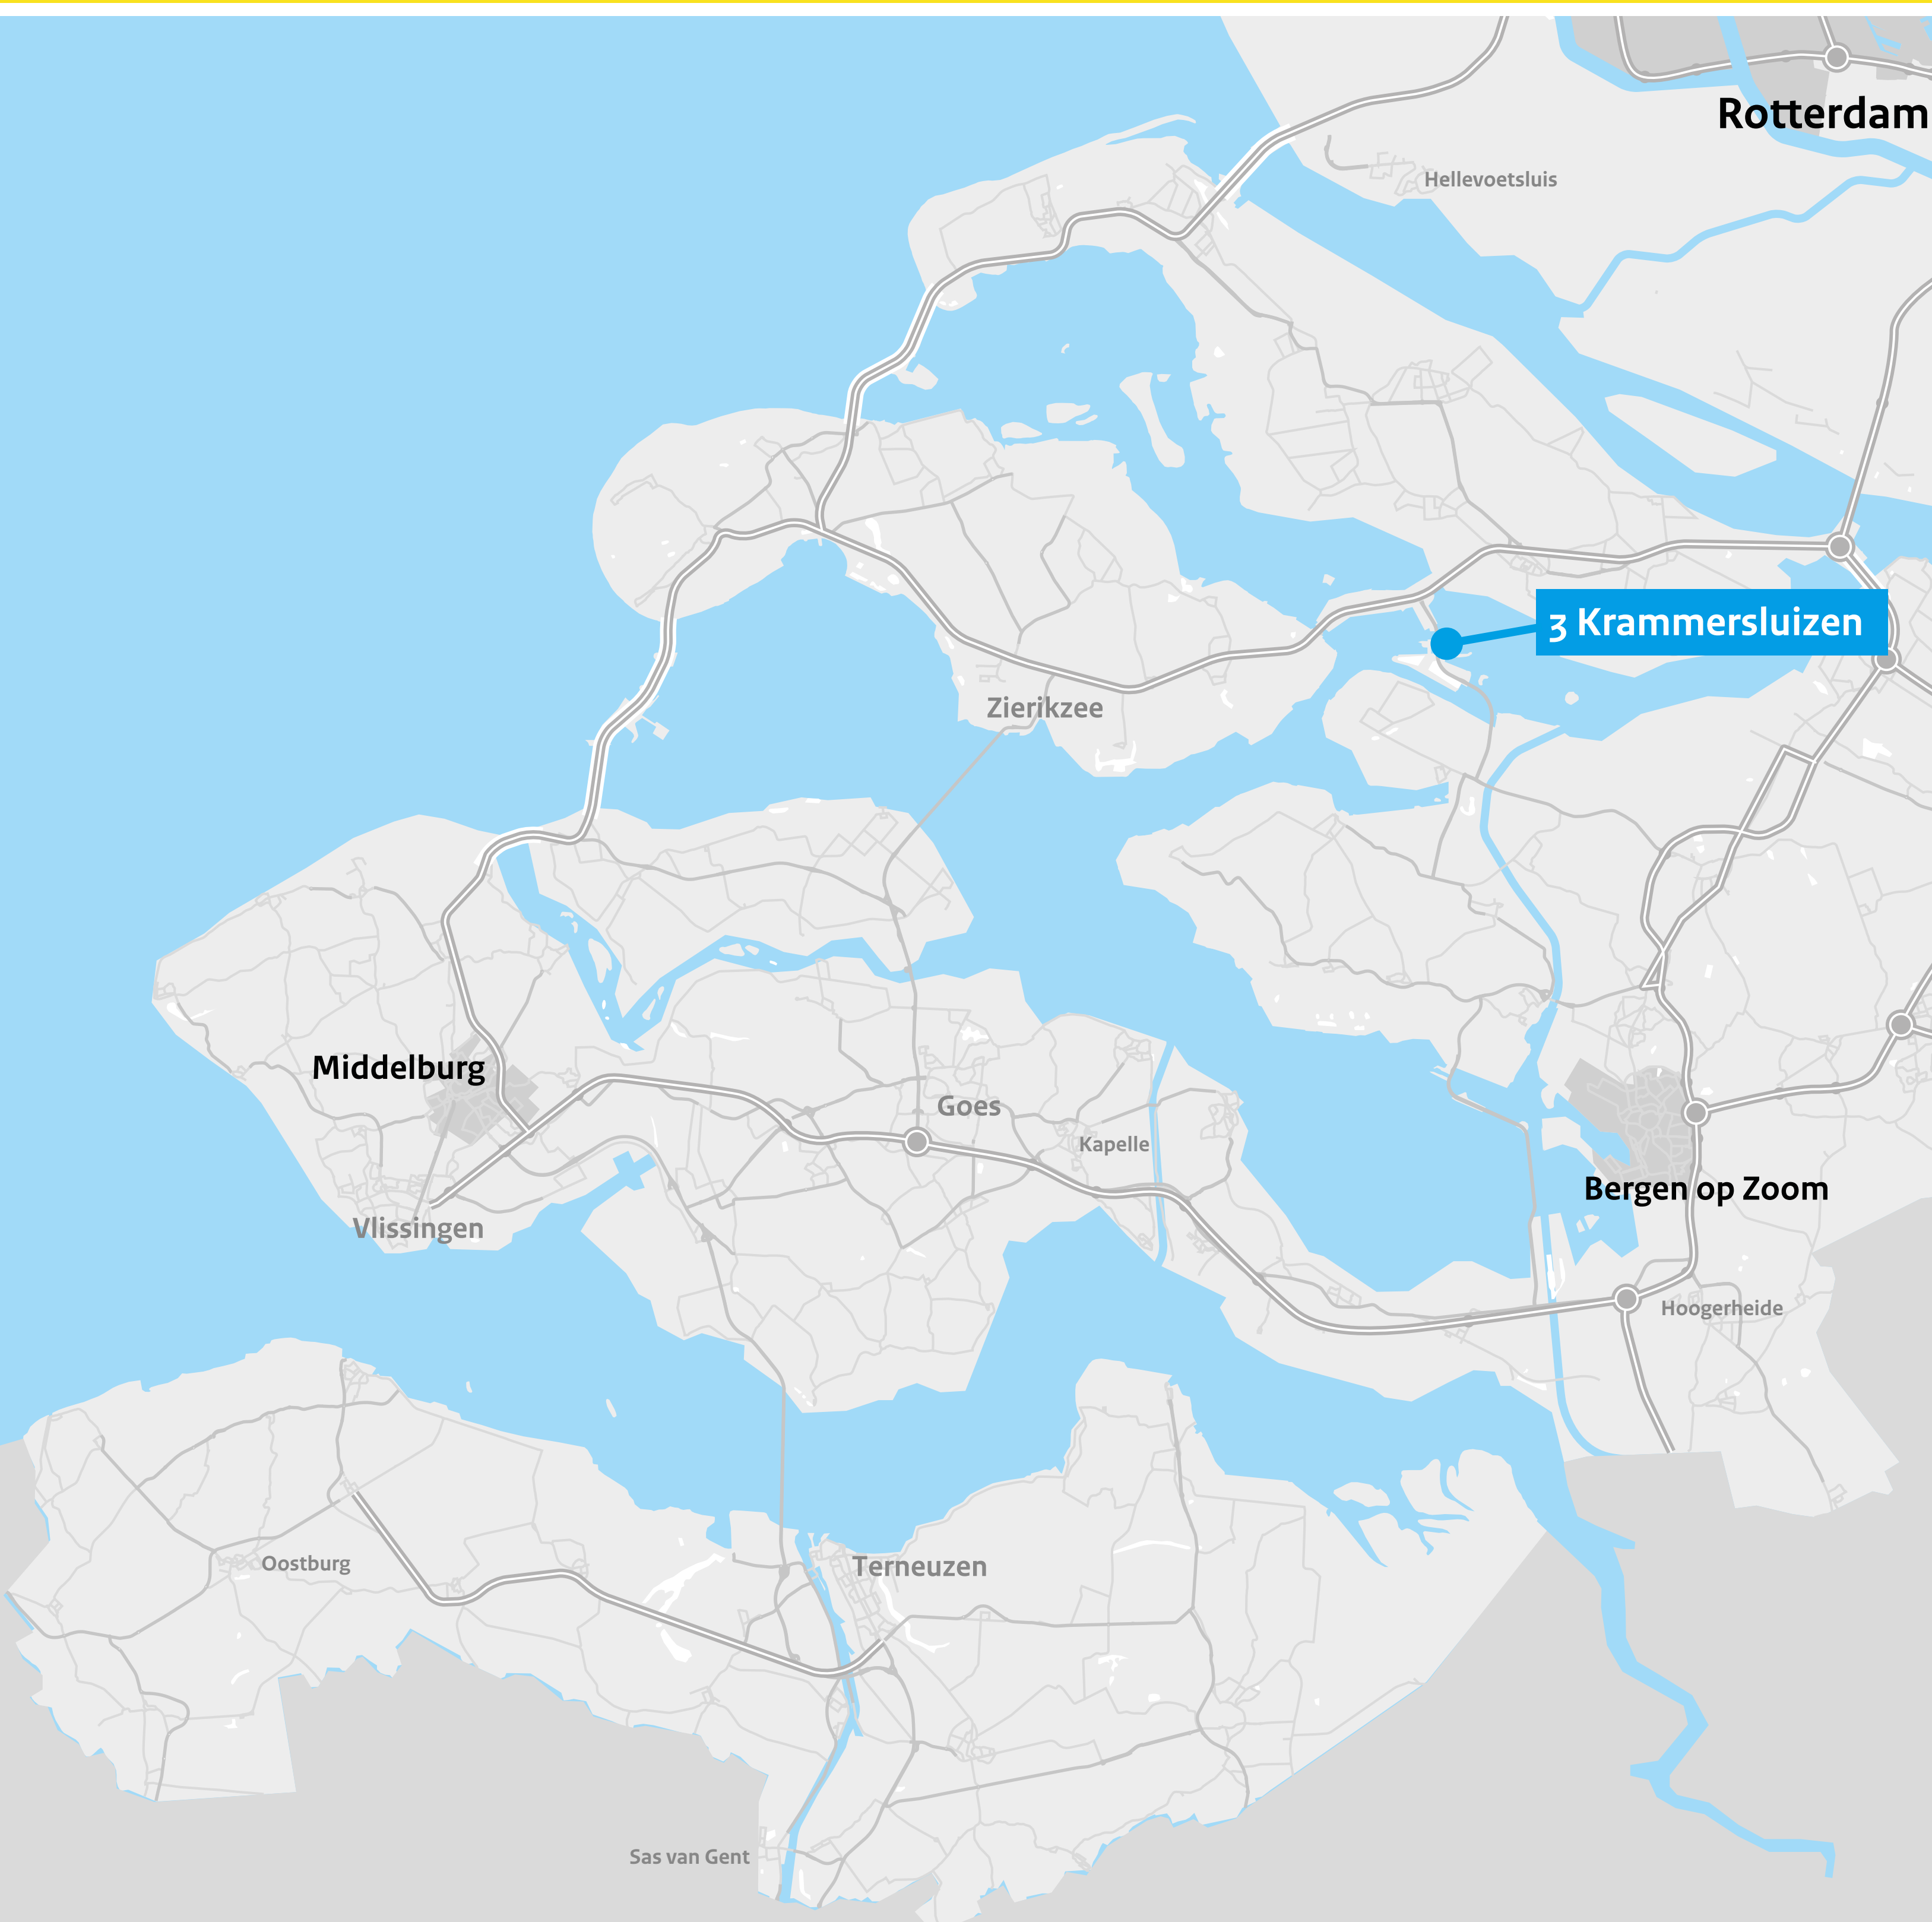 Rotterdam
Hellevoetsluis
3 Krammersluizen
Zierikzee
Middelburg
Goes
Kapelle
Bergen op Zoom
Vlissingen
Hoogerheide
Oostburg
Terneuzen
Sas van Gent